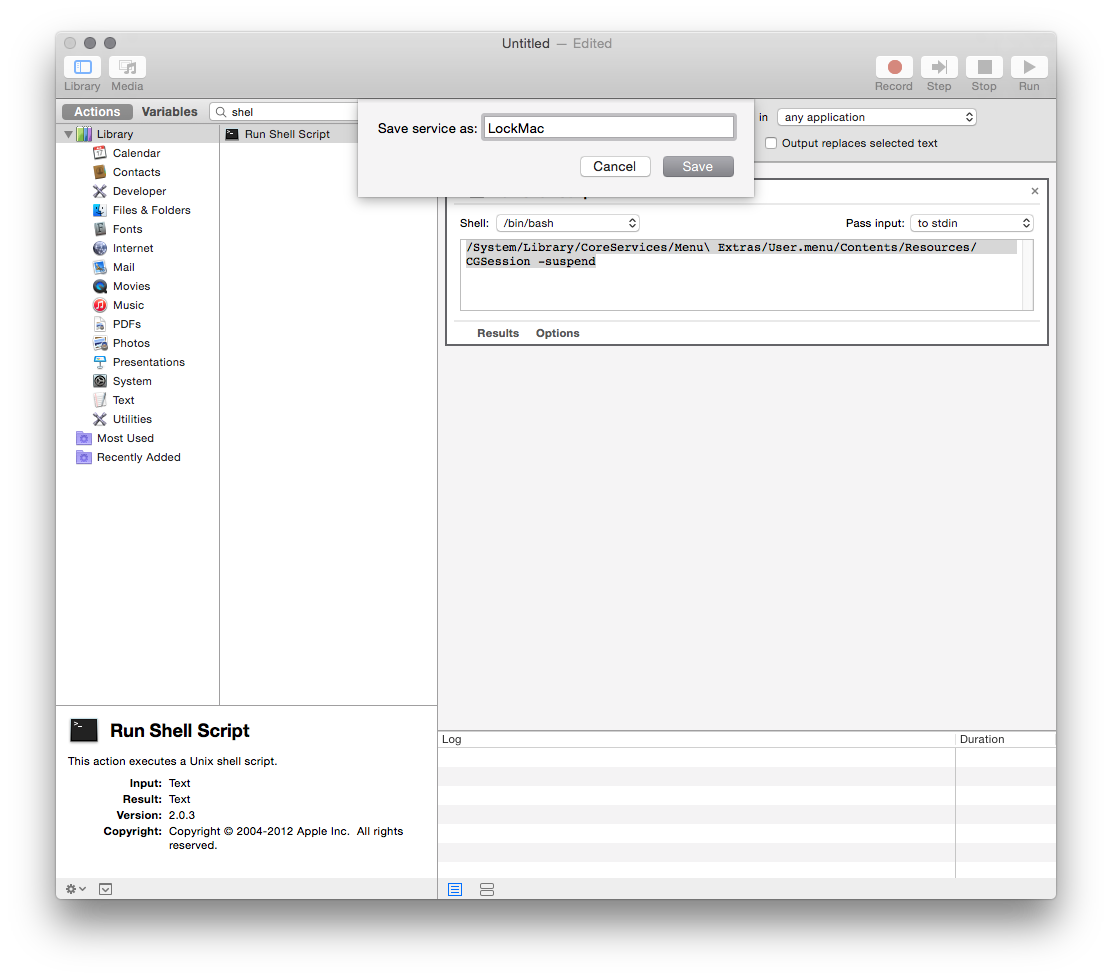 Untitled — Edited
Library Media
Record Step Stop Run
Actions Variables shel
Save service as: LockMac
Cancel Save
in any application
Output replaces selected text
Library
Calendar
Contacts
Developer
Files & Folders
Fonts
Internet
Mail
Movies
Music
PDFs
Photos
Presentations
System
Text
Utilities
Most Used
Recently Added
Run Shell Script
Shell: /bin/bash Pass input: to stdin
/System/Library/CoreServices/Menu\ Extras/User.menu/Contents/Resources/
CGSession -suspend
Results Options
Run Shell Script
This action executes a Unix shell script.
Input: Text
Result: Text
Version: 2.0.3
Copyright: Copyright © 2004-2012 Apple Inc. All rights
reserved.
Log Duration